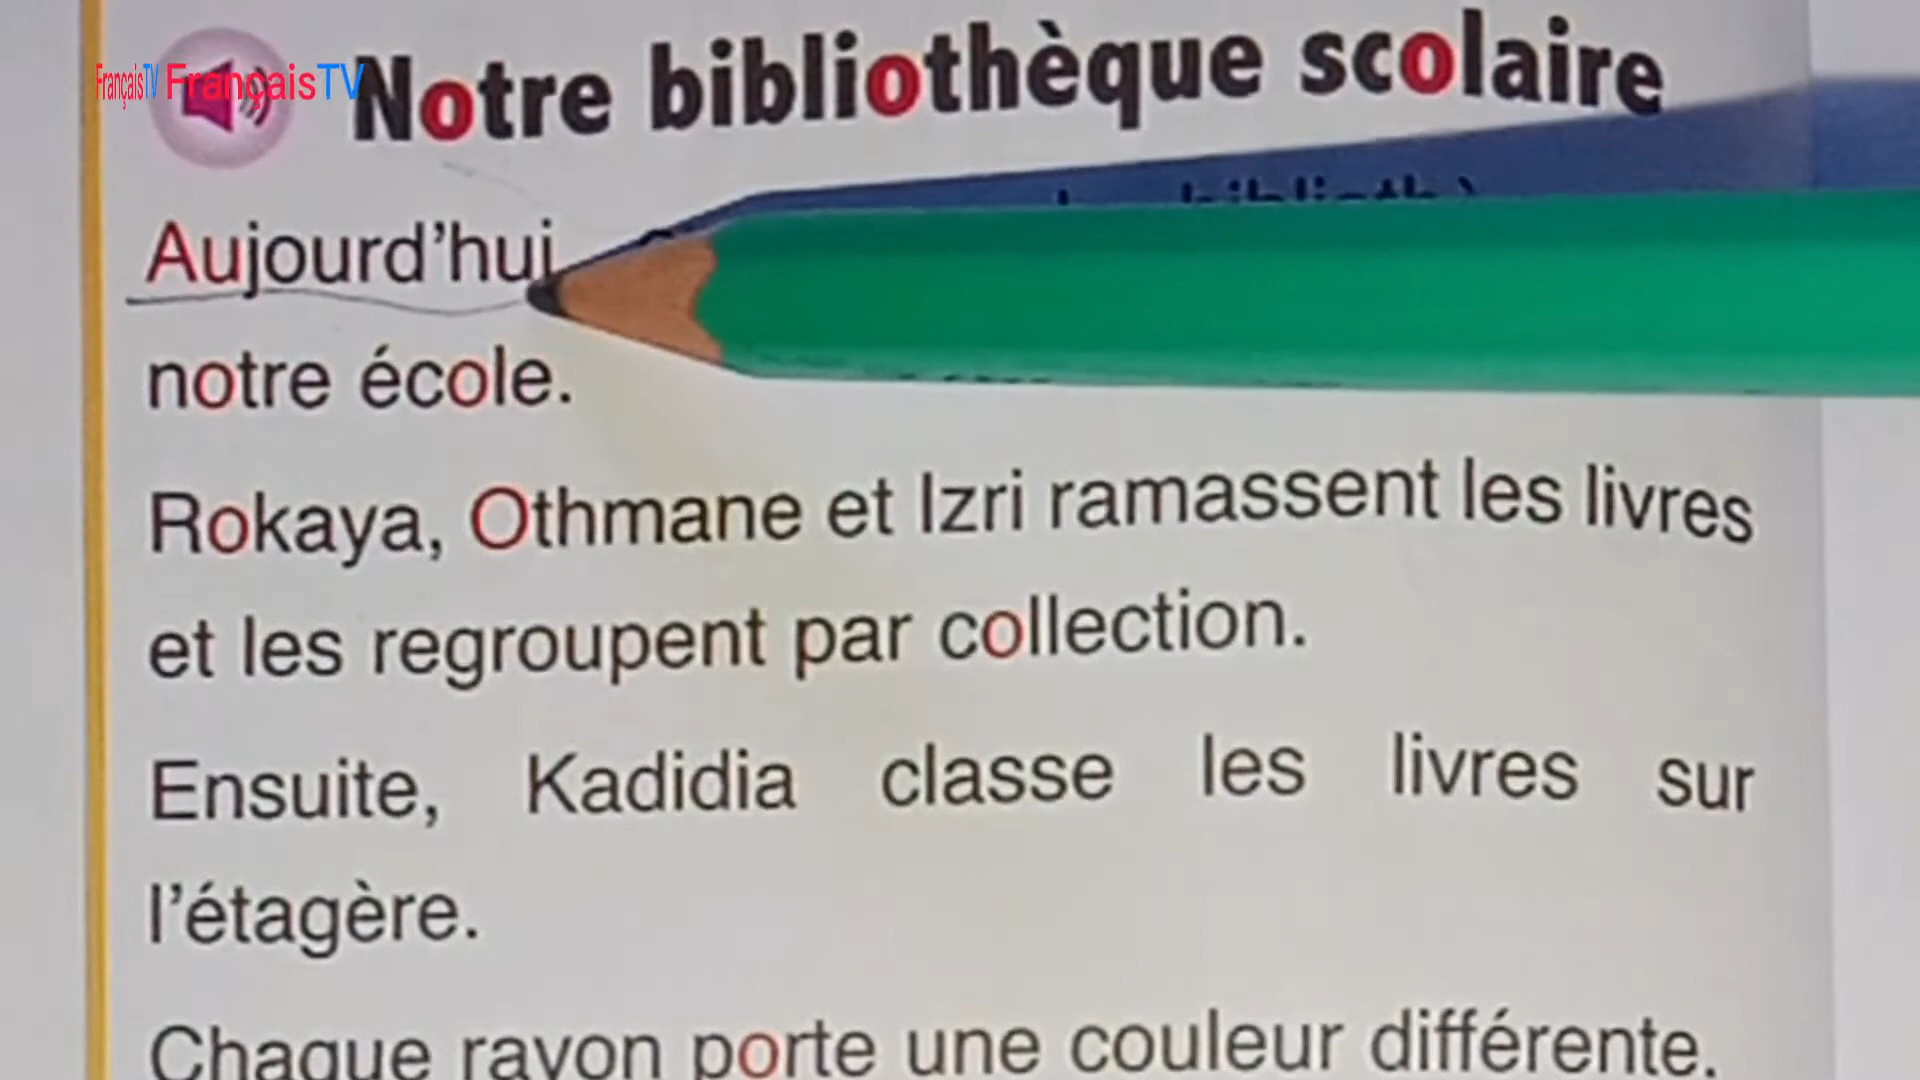 FrançaisTV FrançaisTV
Notre bibliothèque scolaire
Aujourd’hui
notre école.
Rokaya, Othmane et Izri ramassent les livres
et les regroupent par collection.
Ensuite, Kadidia classe les livres sur
l’étagère.
Chaque rayon porte une couleur différente.